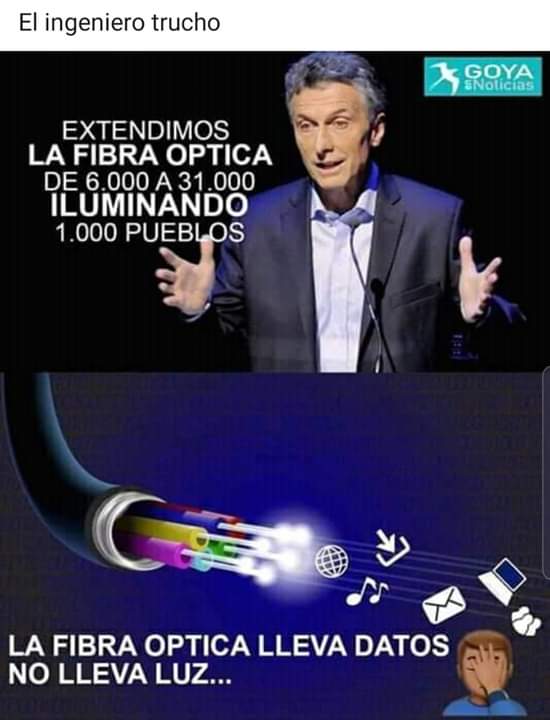 El ingeniero trucho
GOYA
enNoticias
EXTENDIMOS
LA FIBRA OPTICA
DE 6.000 A 31.000
ILUMINANDO
1.000 PUEBLOS
LA FIBRA OPTICA LLEVA DATOS
NO LLEVA LUZ...